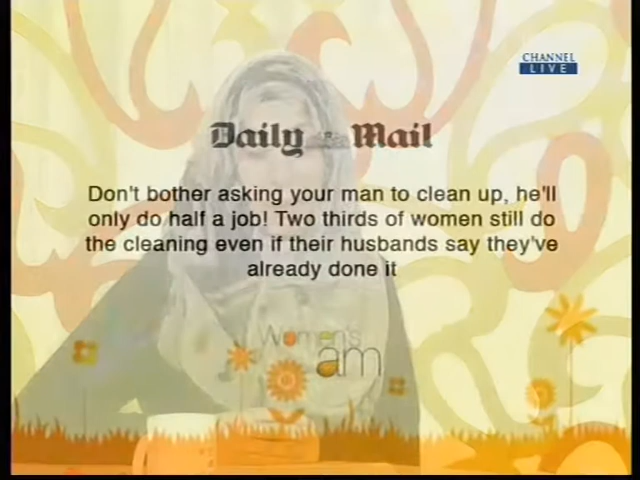 CHANNEL
LIVE
Daily Mail
Don't bother asking your man to clean up, he'll
only do half a job! Two thirds of women still do
the cleaning even if their husbands say they've
already done it
Women's
am